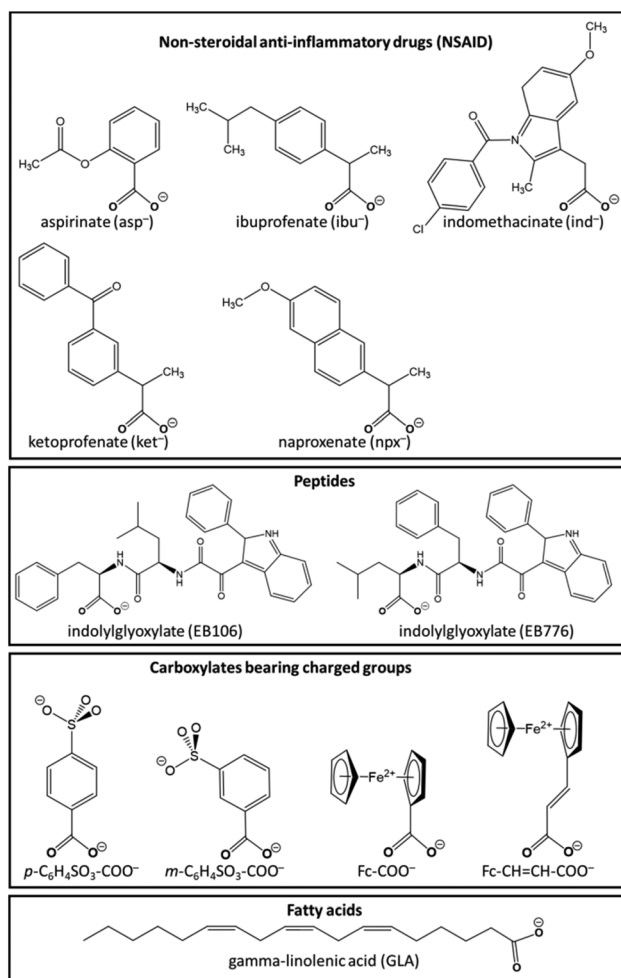 Non-steroidal anti-inflammatory drugs (NSAID)
CH₃
O
O
O
H₃C
O
O
O⊖
H₃C
CH₃
CH₃
O
O⊖
N
H₃C
O
O⊖
Cl
aspirinate (asp⁻)
ibuprofenate (ibu⁻)
indomethacinate (ind⁻)
O
CH₃
O
O⊖
H₃C
O
CH₃
O
O⊖
ketoprofenate (ket⁻)
naproxenate (npx⁻)
Peptides
H
N
O
O
N
H
O
NH
O
O⊖
H
N
O
O
N
H
O
NH
O
O⊖
indolylglyoxylate (EB106)
indolylglyoxylate (EB776)
Carboxylates bearing charged groups
⊖O
O
O
S
O
O⊖
O
O
S
⊖O
O
O⊖
Fe²⁺
O
O⊖
Fe²⁺
O
O⊖
p-C₆H₄SO₃-COO⁻
m-C₆H₄SO₃-COO⁻
Fc-COO⁻
Fc-CH=CH-COO⁻
Fatty acids
O⊖
O
gamma-linolenic acid (GLA)